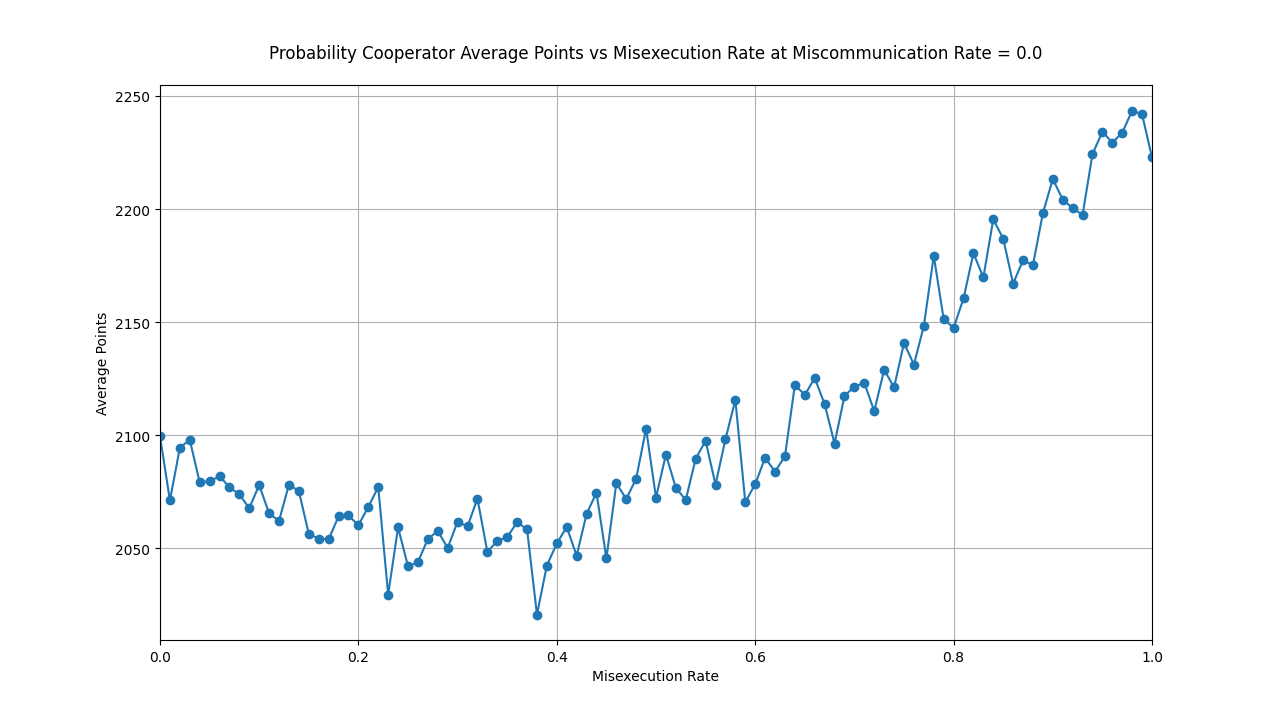 Probability Cooperator Average Points vs Misexecution Rate at Miscommunication Rate = 0.0
2250
2200
2150
2100
2050
Average Points
0.0 0.2 0.4 0.6 0.8 1.0
Misexecution Rate